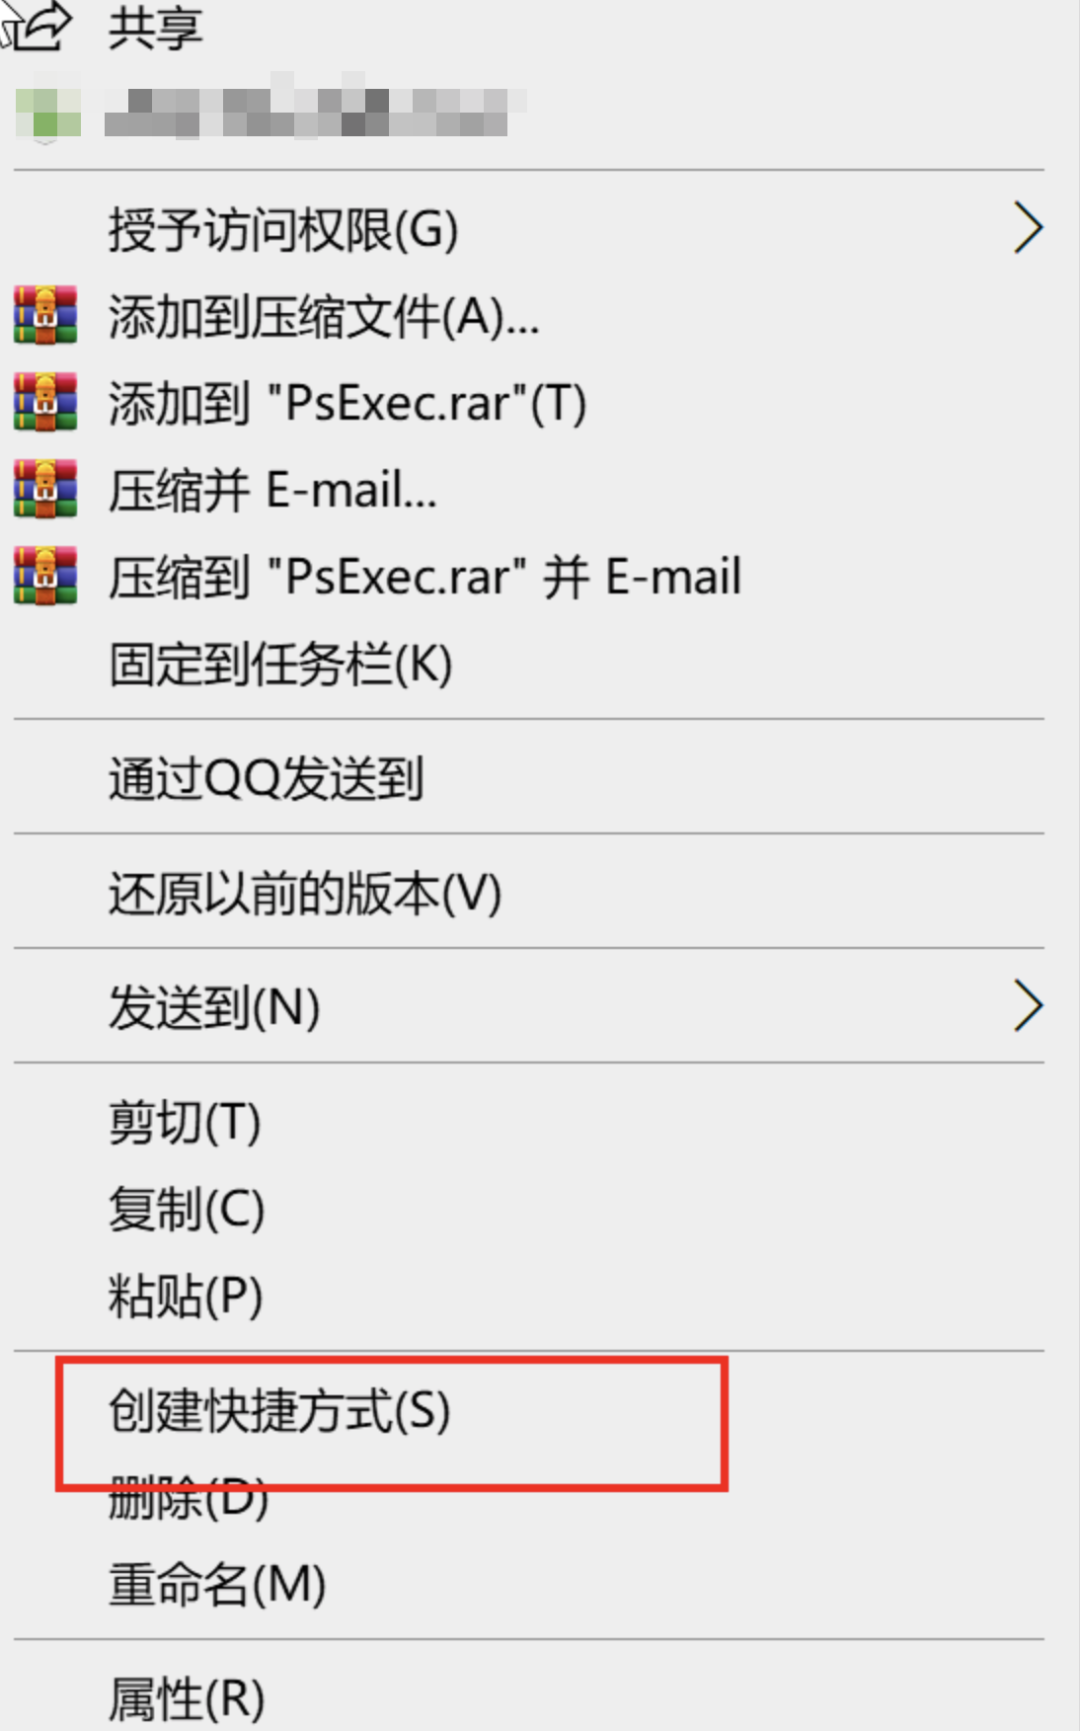 共享
授予访问权限(G)
添加到压缩文件(A)...
添加到 "PsExec.rar"(T)
压缩并 E-mail...
压缩到 "PsExec.rar" 并 E-mail
固定到任务栏(K)
通过QQ发送到
还原以前的版本(V)
发送到(N)
剪切(T)
复制(C)
粘贴(P)
创建快捷方式(S)
删除(D)
重命名(M)
属性(R)